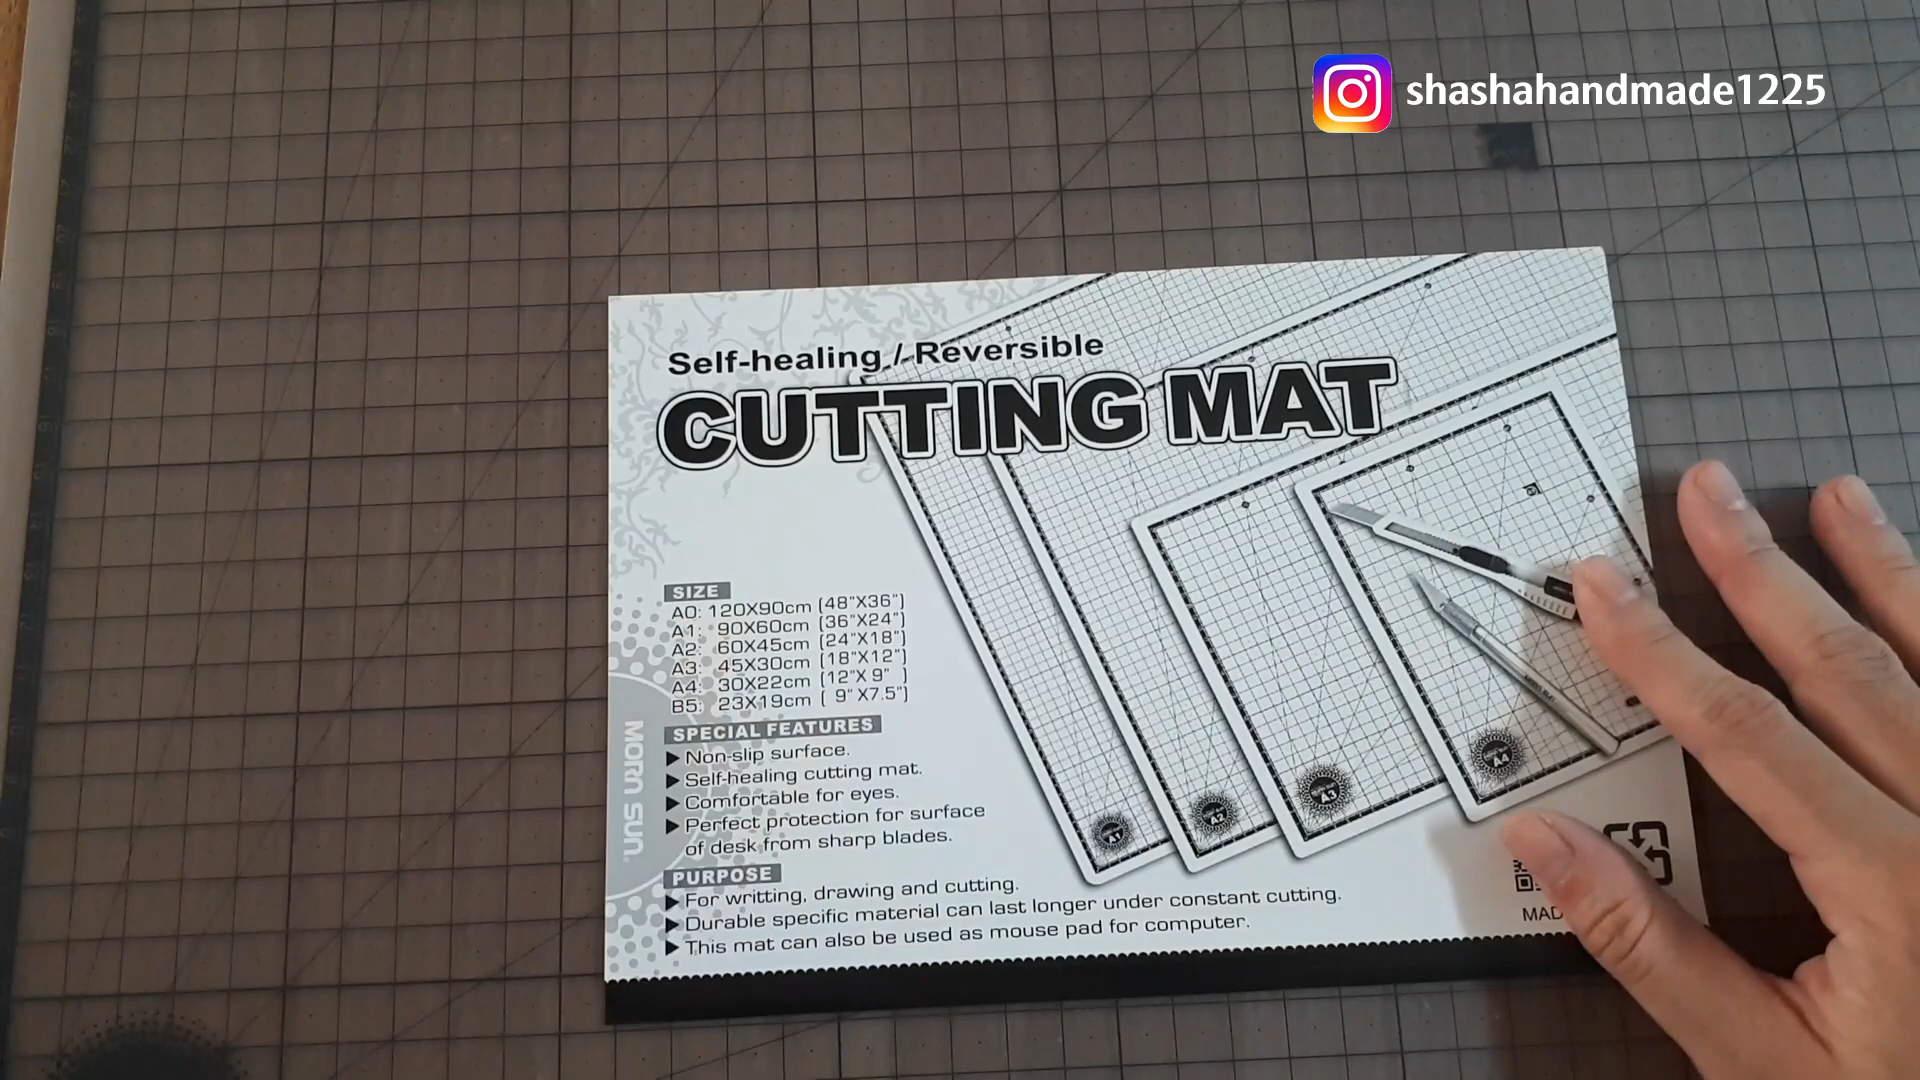 shashahandmade1225
Self-healing / Reversible
CUTTING MAT
SIZE
A0: 120X90cm (48"X36")
A1: 90X60cm (36"X24")
A2: 60X45cm (24"X18")
A3: 45X30cm (18"X12")
A4: 30X22cm (12"X 9" )
B5: 23X19cm ( 9"X7.5")
SPECIAL FEATURES
Non-slip surface.
Self-healing cutting mat.
Comfortable for eyes.
Perfect protection for surface
of desk from sharp blades.
PURPOSE
For writting, drawing and cutting.
Durable specific material can last longer under constant cutting.
This mat can also be used as mouse pad for computer.
MORN SUN
A1
A2
A3
A4